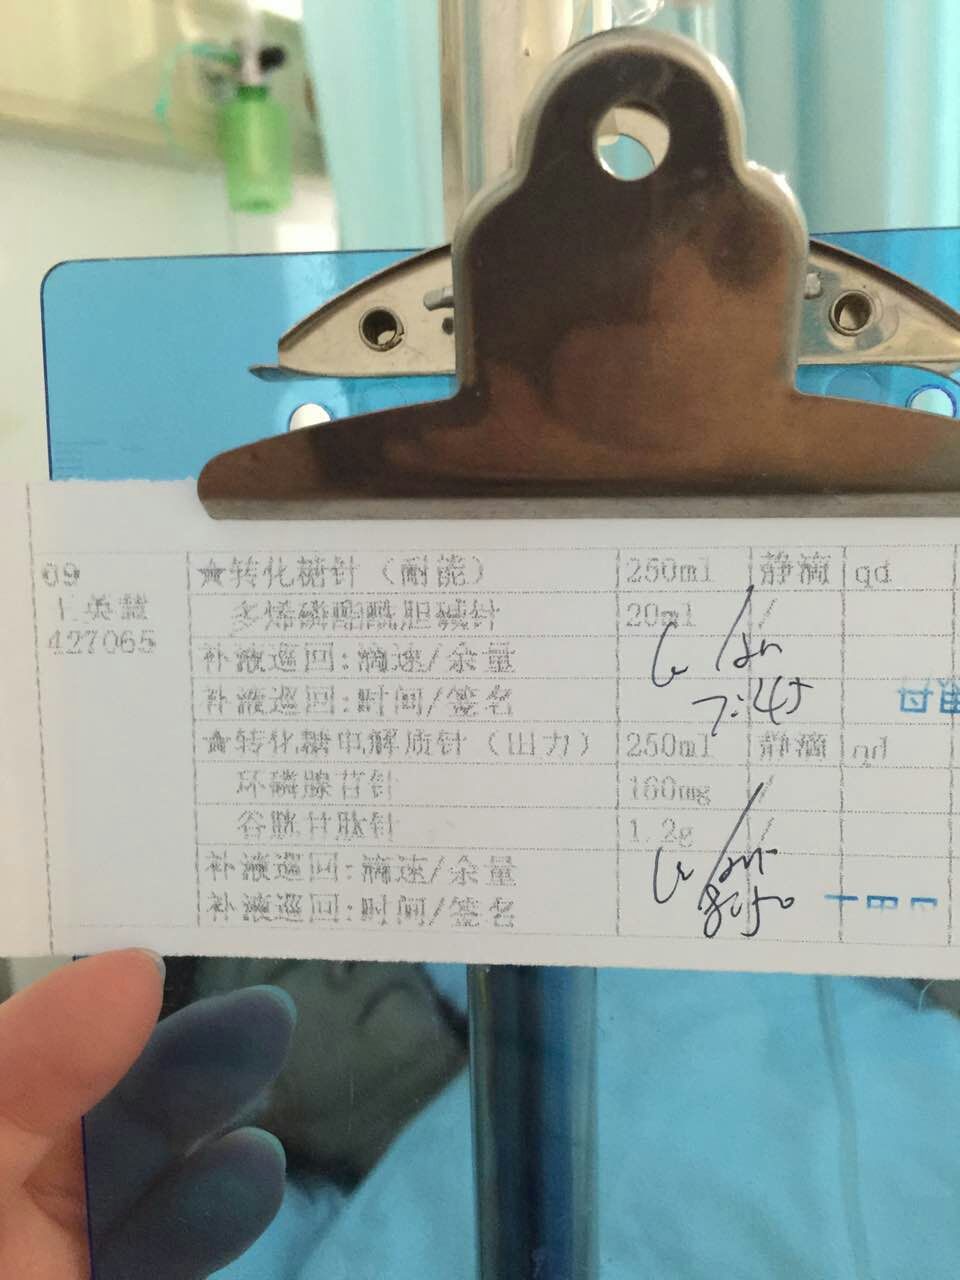 09 ★转化糖针（耐能） 250ml 静滴 qd
王英慧 多烯磷酯酰胆碱针 20ml /
427065 补液巡回:滴速/余量
补液巡回:时间/签名 7:45
★转化糖电解质针（田力） 250ml 静滴 qd
环磷腺苷针 160mg /
谷胱甘肽针 1.2g /
补液巡回:滴速/余量
补液巡回:时间/签名 8:50